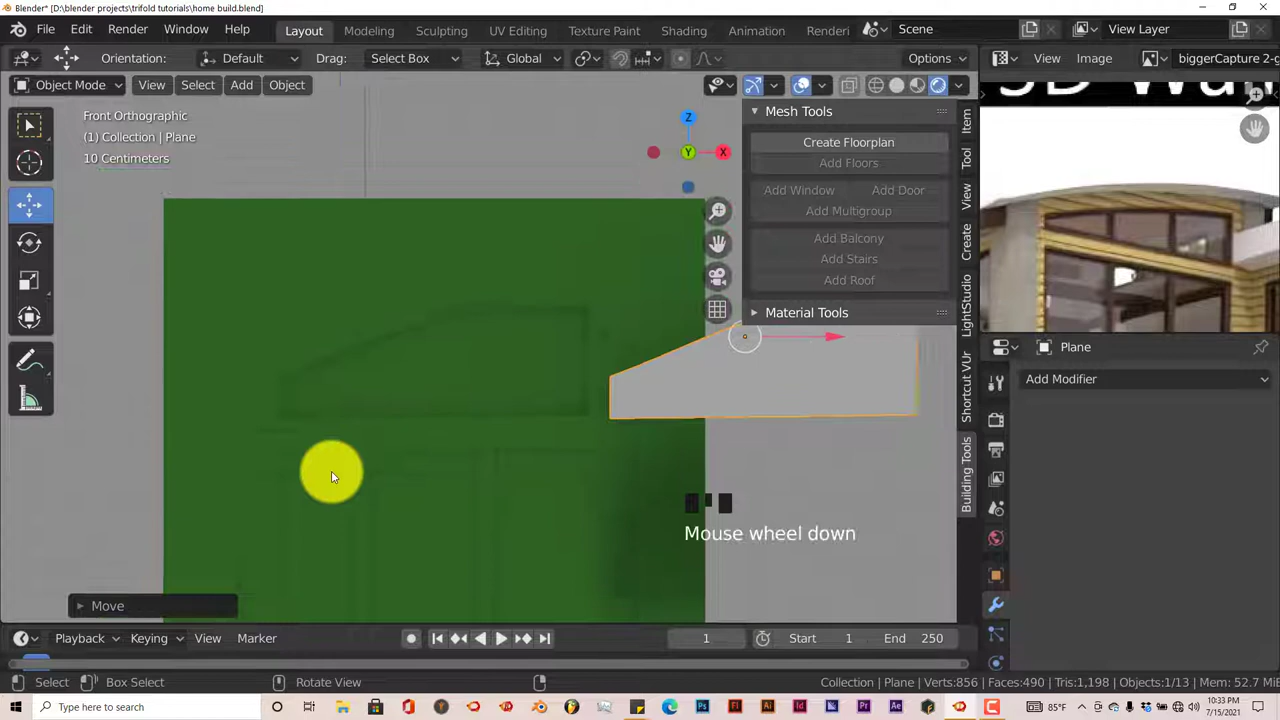 Blender* [D:\blender projects\trifold tutorials\home build.blend]
File Edit Render Window Help Layout Modeling Sculpting UV Editing Texture Paint Shading Animation Renderi Scene View Layer
Orientation: Default Drag: Select Box Global Options View Image biggerCapture 2-g
Object Mode View Select Add Object
Front Orthographic
(1) Collection | Plane
10 Centimeters
Z
X
Y
Mesh Tools
Create Floorplan
Add Floors
Add Window Add Door
Add Multigroup
Add Balcony
Add Stairs
Add Roof
Material Tools
Item
Tool
View
Create
LightStudio
Shortcut VUr
Building Tools
Plane
Add Modifier
Mouse wheel down
Move
Playback Keying View Marker 1 Start 1 End 250
Select Box Select Rotate View Collection | Plane Verts:856 | Faces:490 | Tris:1,198 | Objects:1/13 | Mem: 52.7 MiB
Type here to search 85°F 10:33 PM
7/15/2021